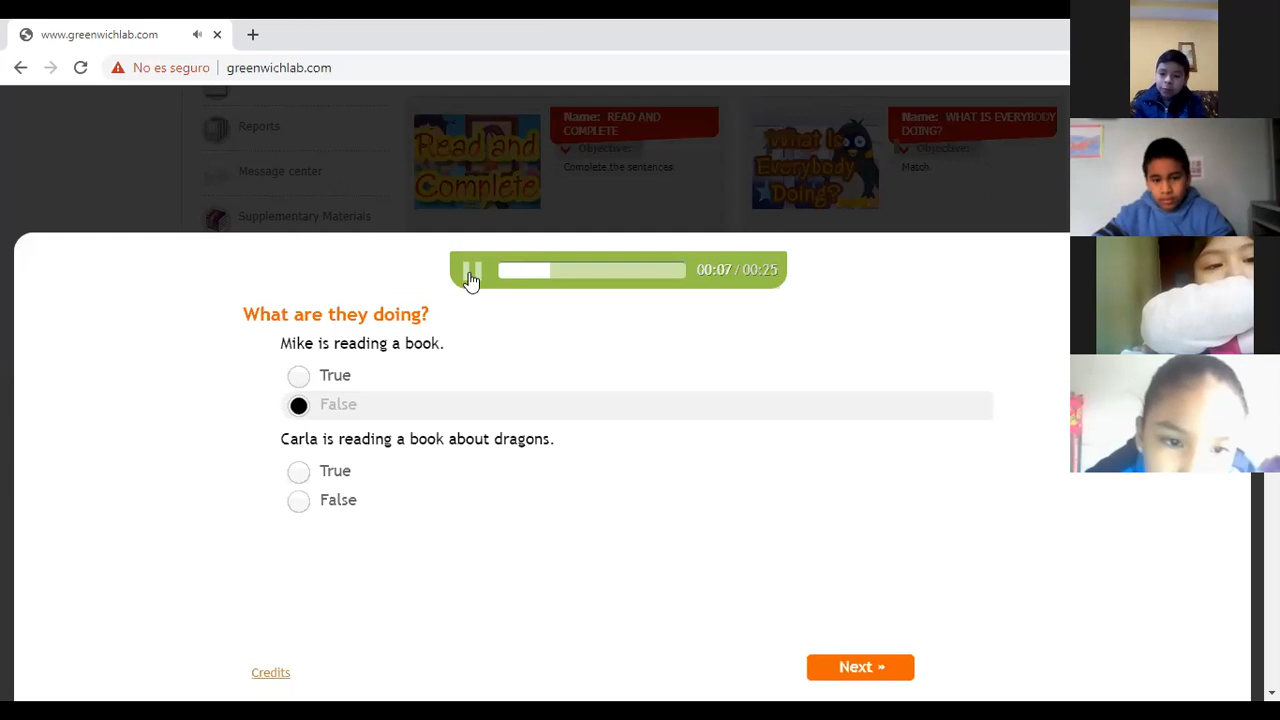 www.greenwichlab.com
No es seguro
greenwichlab.com
Reports
Message center
Supplementary Materials
Read and
Complete
Name: READ AND
COMPLETE
Objective:
Complete the sentences.
What Is
Everybody
Doing?
Name: WHAT IS EVERYBODY
DOING?
Objective:
Match.
00:07 / 00:25
What are they doing?
Mike is reading a book.
True
False
Carla is reading a book about dragons.
True
False
Credits
Next »